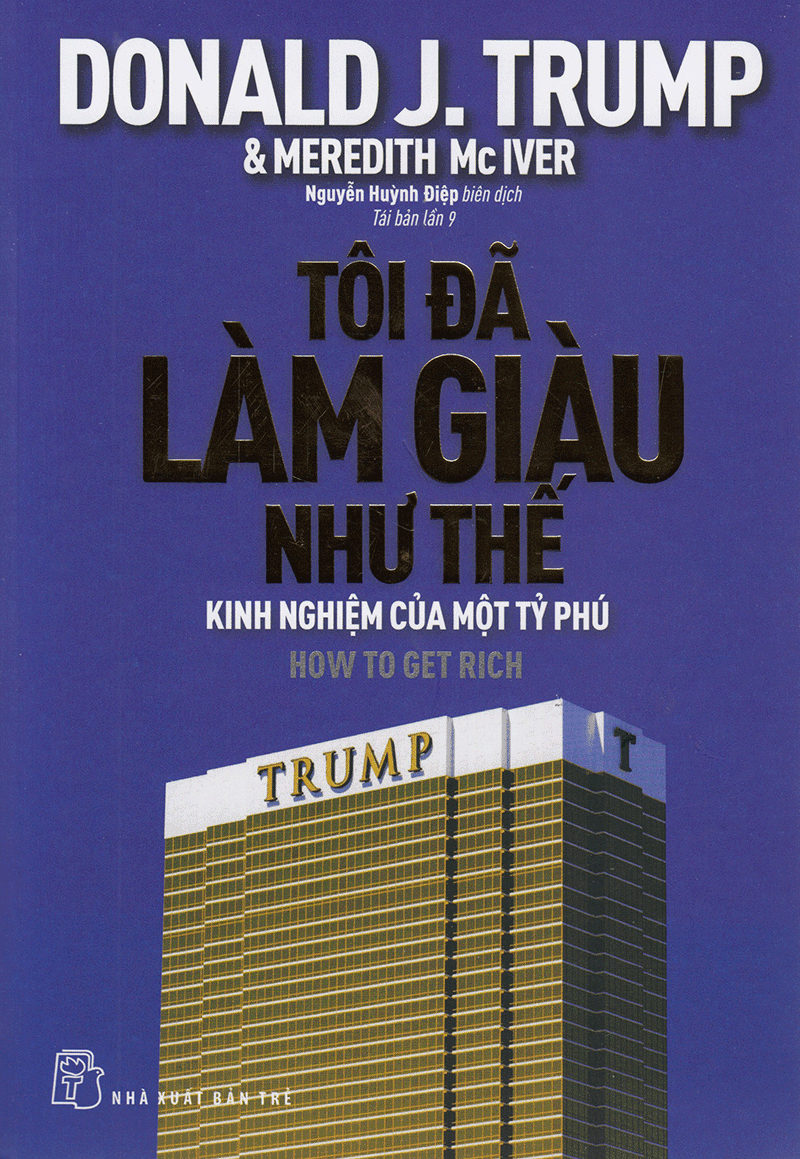 DONALD J. TRUMP
& MEREDITH Mc IVER
Nguyễn Huỳnh Điệp biên dịch
Tái bản lần 9
TÔI ĐÃ
LÀM GIÀU
NHƯ THẾ
KINH NGHIỆM CỦA MỘT TỶ PHÚ
HOW TO GET RICH
TRUMP
T
T
NHÀ XUẤT BẢN TRẺ